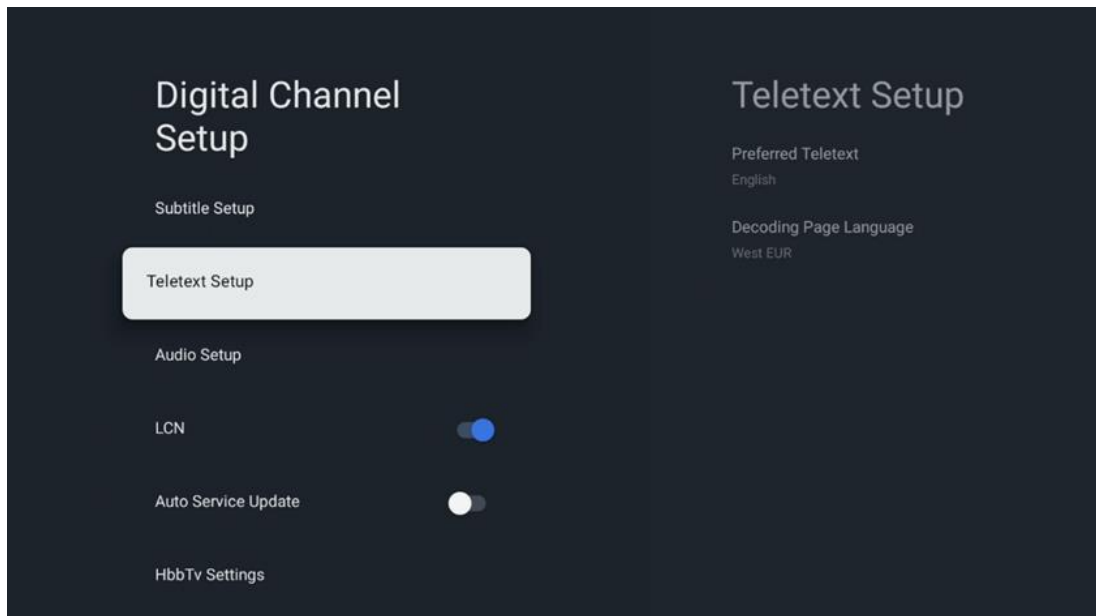 Digital Channel
Setup
Subtitle Setup
Teletext Setup
Audio Setup
LCN
Auto Service Update
HbbTv Settings
Teletext Setup
Preferred Teletext
English
Decoding Page Language
West EUR